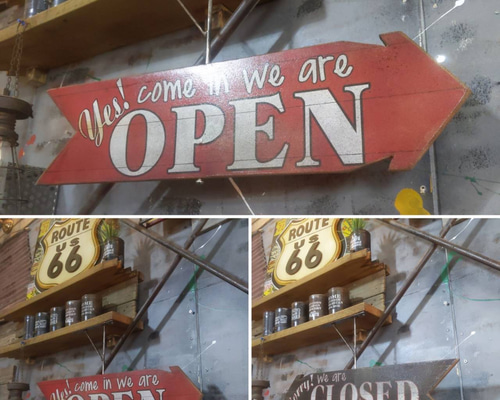 Yes! come in we are
OPEN
ROUTE
US
66
Yes! come in we are
OPEN
ROUTE
US
66
Sorry! We are
CLOSED